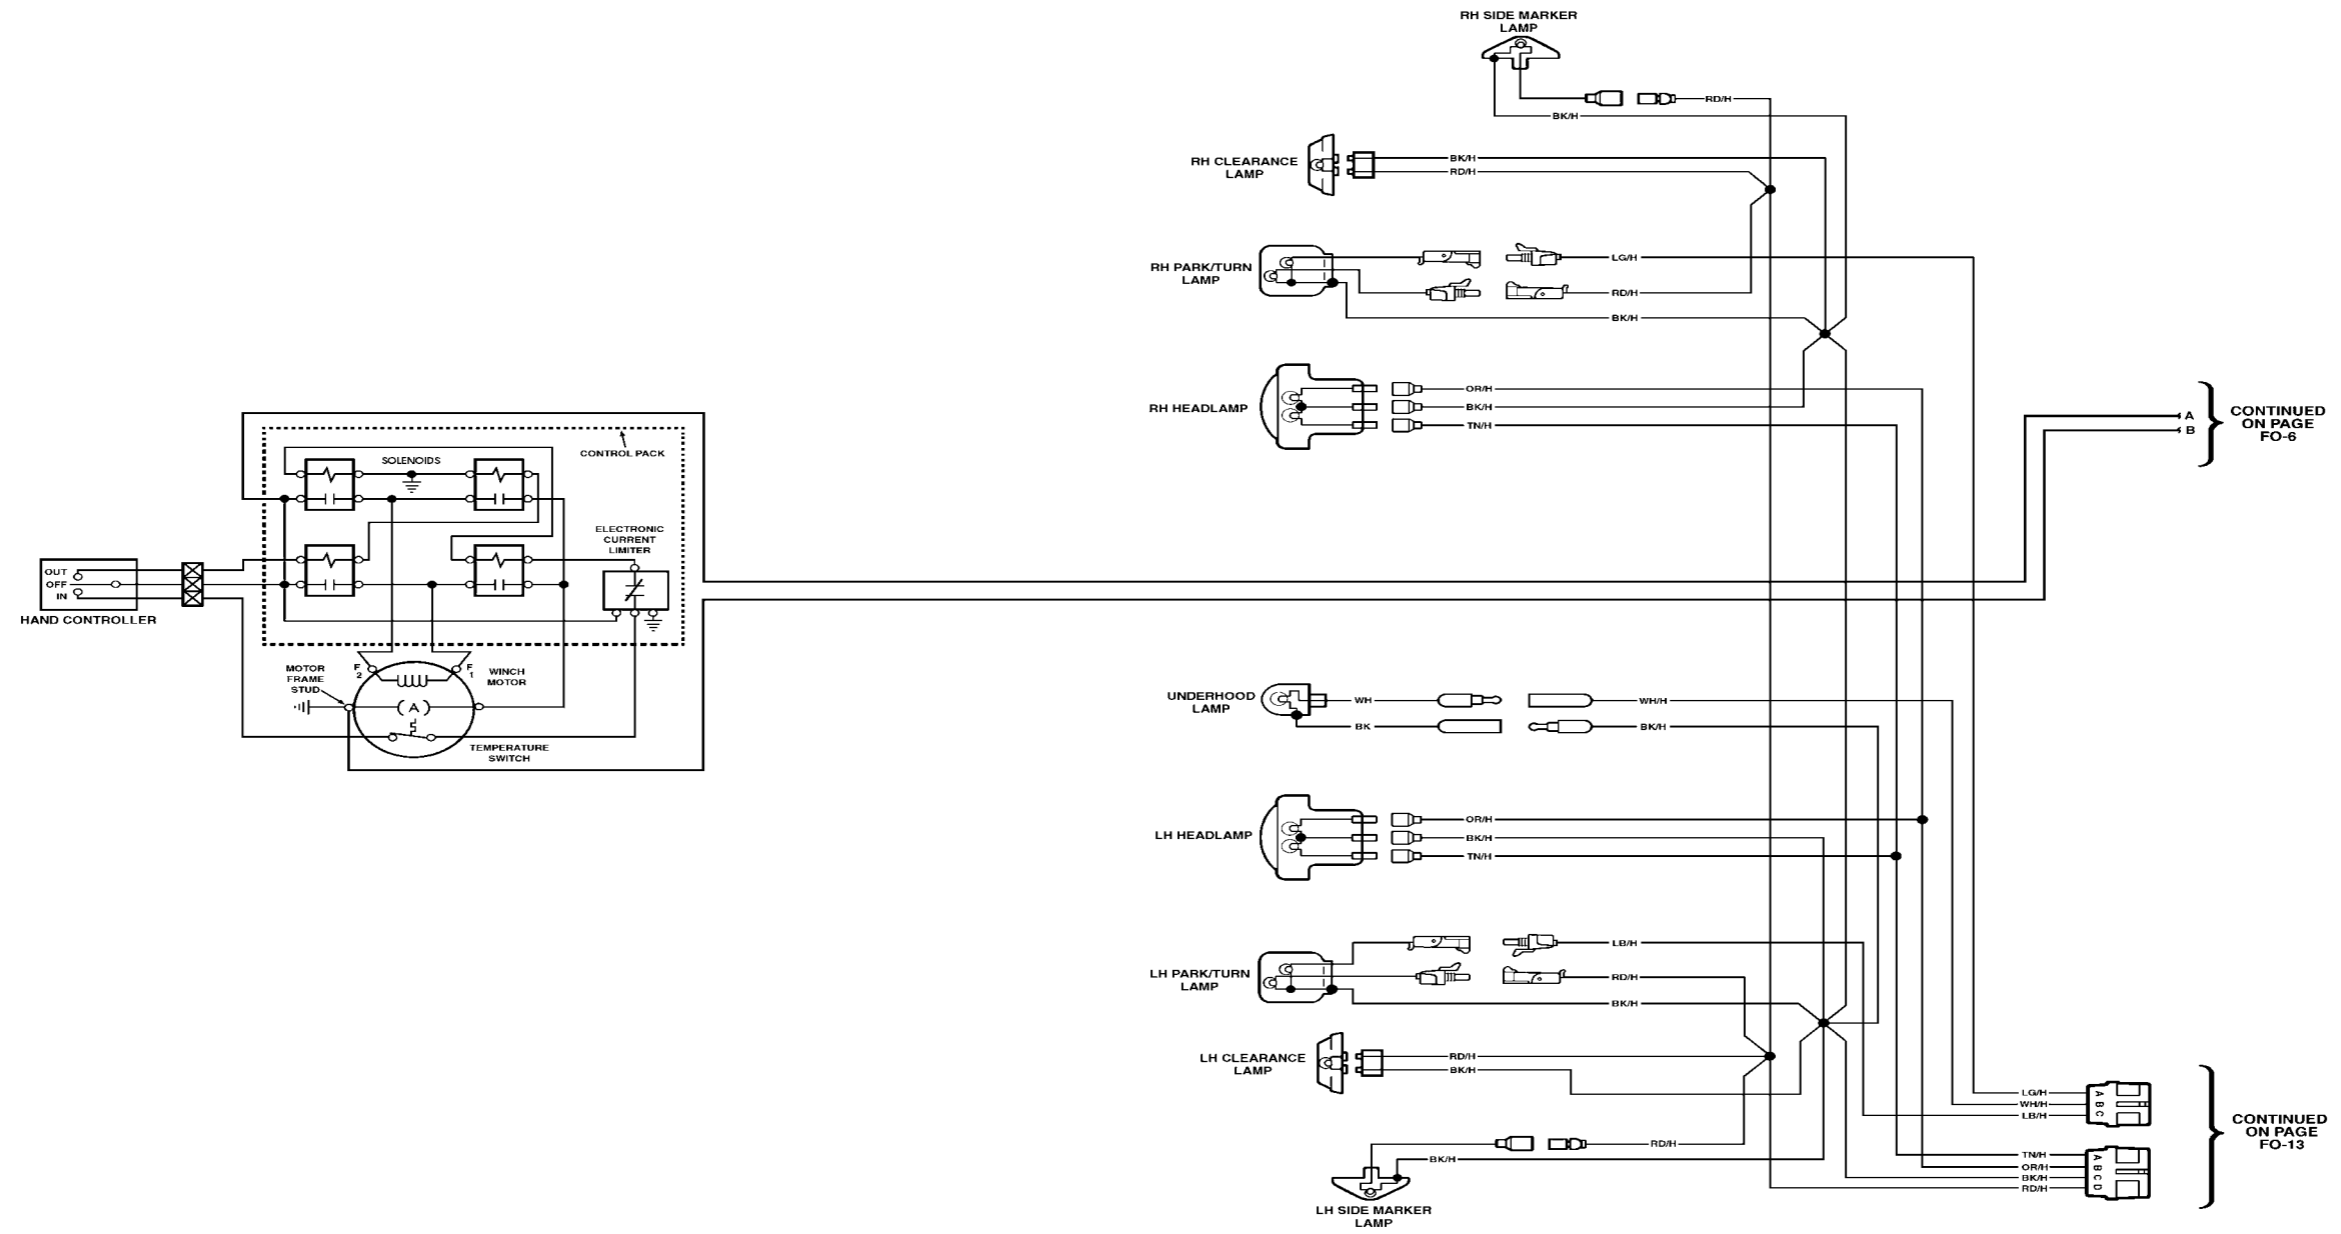 RH SIDE MARKER
LAMP
RD/H
BK/H
RH CLEARANCE
LAMP
BK/H
RD/H
RH PARK/TURN
LAMP
LG/H
RD/H
BK/H
RH HEADLAMP
OR/H
BK/H
TN/H
A
B
CONTINUED
ON PAGE
FO-6
CONTROL PACK
SOLENOIDS
ELECTRONIC
CURRENT
LIMITER
OUT
OFF
IN
HAND CONTROLLER
MOTOR
FRAME
STUD
F
2
F
1
WINCH
MOTOR
A
TEMPERATURE
SWITCH
UNDERHOOD
LAMP
WH
WH/H
BK
BK/H
LH HEADLAMP
OR/H
BK/H
TN/H
LH PARK/TURN
LAMP
LB/H
RD/H
BK/H
LH CLEARANCE
LAMP
RD/H
BK/H
LH SIDE MARKER
LAMP
RD/H
BK/H
LG/H A
WH/H B
LB/H C
TN/H A
OR/H B
BK/H C
RD/H D
CONTINUED
ON PAGE
FO-13